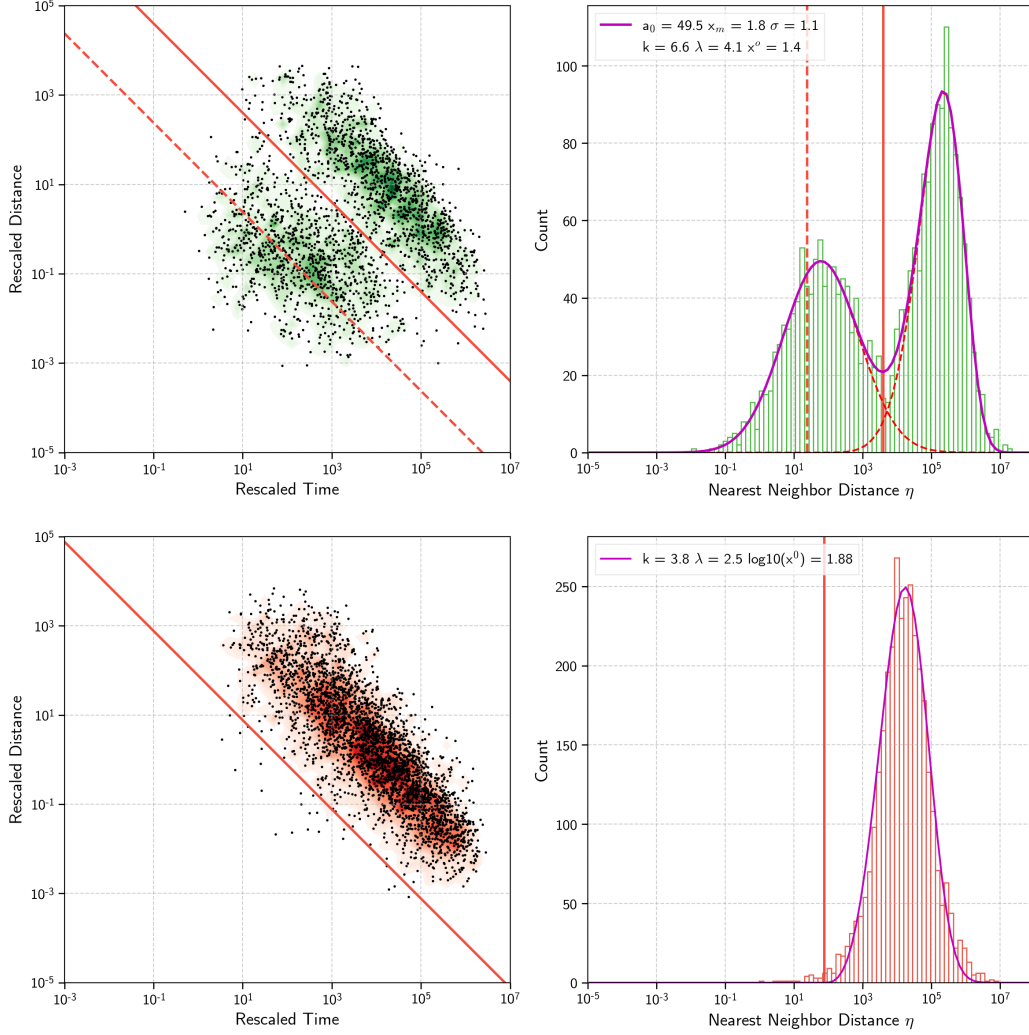 10^5
10^3
10^1
10^-1
10^-3
10^-5
Rescaled Distance
10^-3 10^-1 10^1 10^3 10^5 10^7
Rescaled Time
a_0 = 49.5 x_m = 1.8 σ = 1.1
k = 6.6 λ = 4.1 x^o = 1.4
100
80
60
40
20
0
Count
10^-5 10^-3 10^-1 10^1 10^3 10^5 10^7
Nearest Neighbor Distance η
10^5
10^3
10^1
10^-1
10^-3
10^-5
Rescaled Distance
10^-3 10^-1 10^1 10^3 10^5 10^7
Rescaled Time
k = 3.8 λ = 2.5 log10(x^0) = 1.88
250
200
150
100
50
0
Count
10^-5 10^-3 10^-1 10^1 10^3 10^5 10^7
Nearest Neighbor Distance η